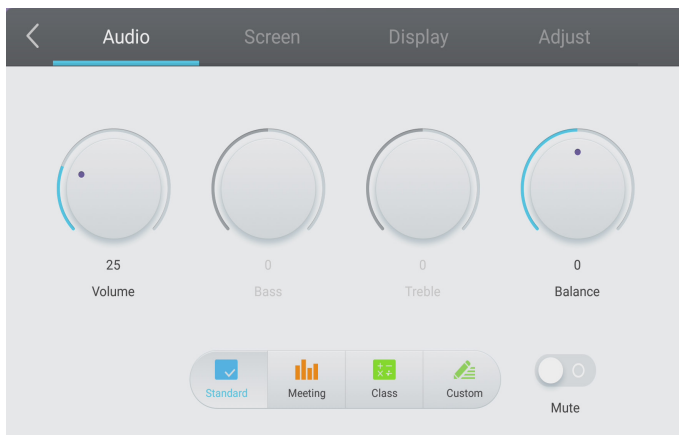 Audio
Screen
Display
Adjust
25
0
0
0
Volume
Bass
Treble
Balance
Standard
Meeting
Class
Custom
Mute